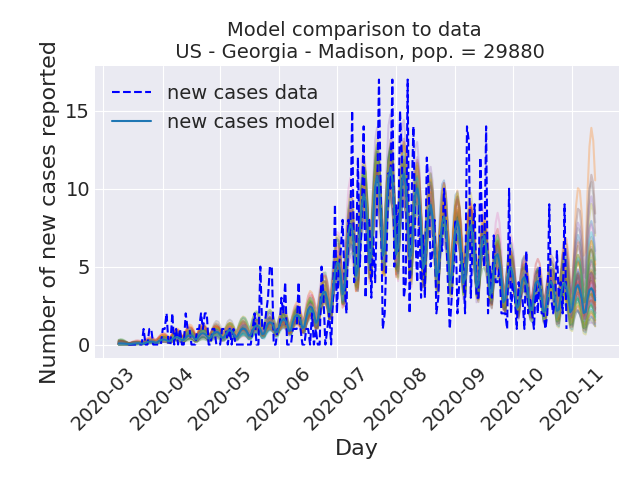 Model comparison to data
US - Georgia - Madison, pop. = 29880
Number of new cases reported
new cases data
new cases model
15
10
5
0
2020-03
2020-04
2020-05
2020-06
2020-07
2020-08
2020-09
2020-10
2020-11
Day